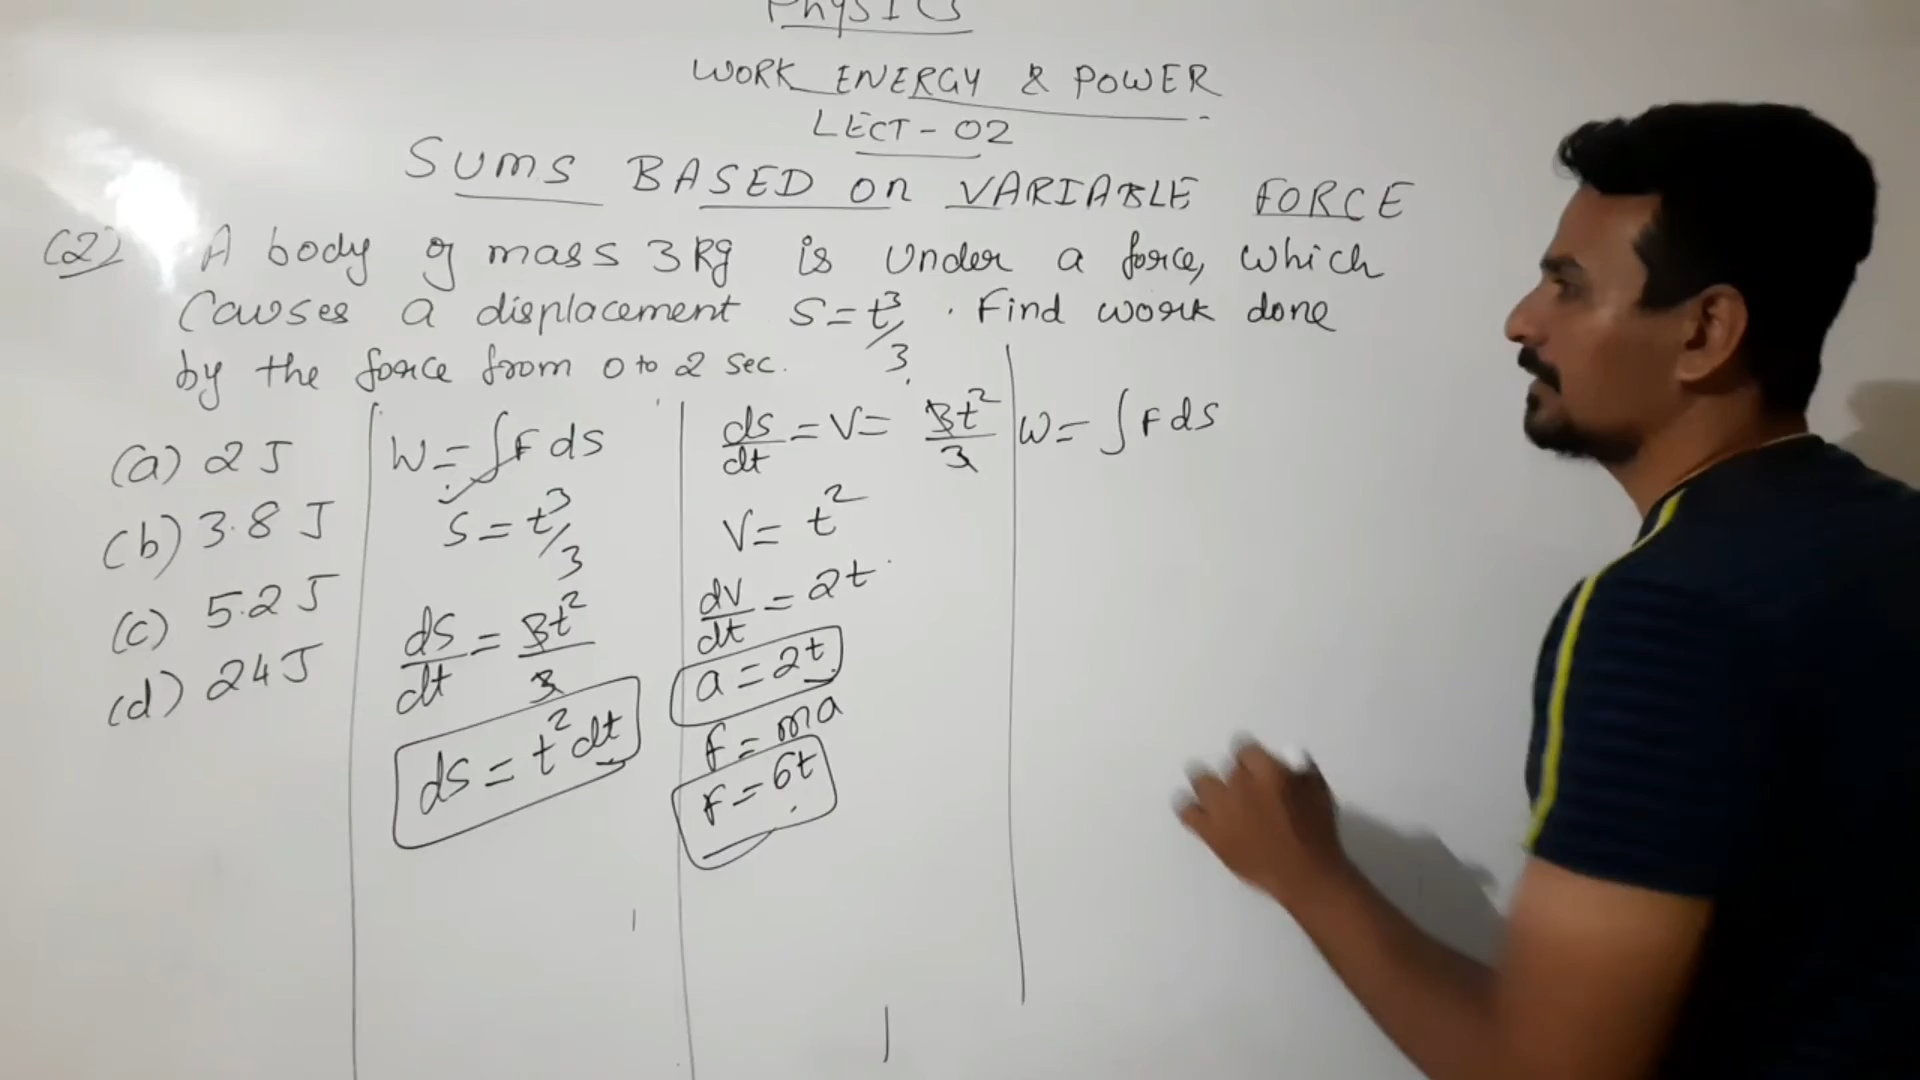 PhysICS
WORK ENERGY & POWER
LECT-02
SUMS BASED ON VARIABLE FORCE
(2) A body of mass 3 kg is under a force, which
causes a displacement S = t³/3 . Find work done
by the force from 0 to 2 sec.
(a) 2 J
(b) 3.8 J
(c) 5.2 J
(d) 24 J
W = ∫F ds
S = t³/3
ds/dt = 3t²/3
ds = t² dt
ds/dt = V = 3t²/3
V = t²
dv/dt = 2t
a = 2t
F = ma
F = 6t
W = ∫F ds